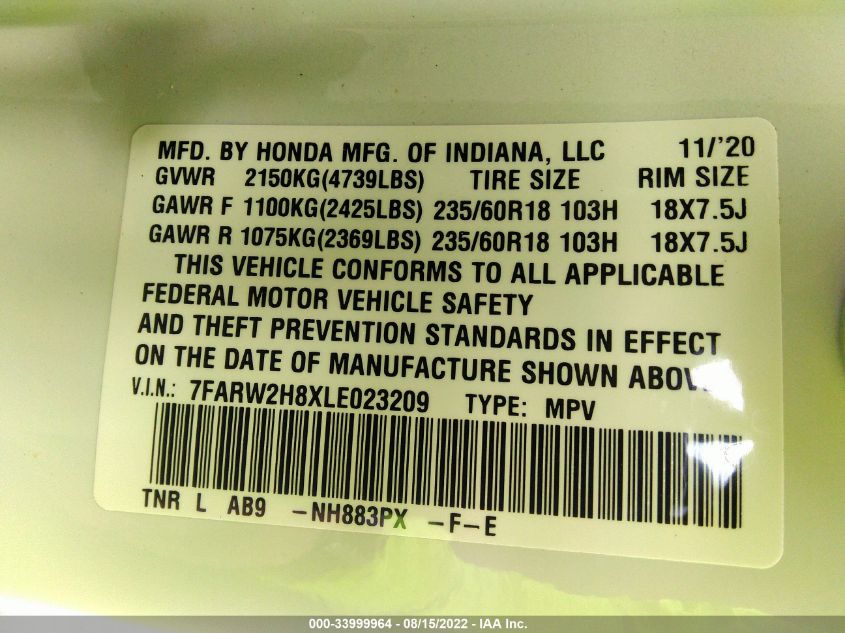 MFD. BY HONDA MFG. OF INDIANA, LLC 11/'20
GVWR 2150KG(4739LBS) TIRE SIZE RIM SIZE
GAWR F 1100KG(2425LBS) 235/60R18 103H 18X7.5J
GAWR R 1075KG(2369LBS) 235/60R18 103H 18X7.5J
THIS VEHICLE CONFORMS TO ALL APPLICABLE
FEDERAL MOTOR VEHICLE SAFETY
AND THEFT PREVENTION STANDARDS IN EFFECT
ON THE DATE OF MANUFACTURE SHOWN ABOVE.
V.I.N.: 7FARW2H8XLE023209 TYPE: MPV
TNR L AB9 -NH883PX -F-E
000-33999964 - 08/15/2022 - IAA Inc.